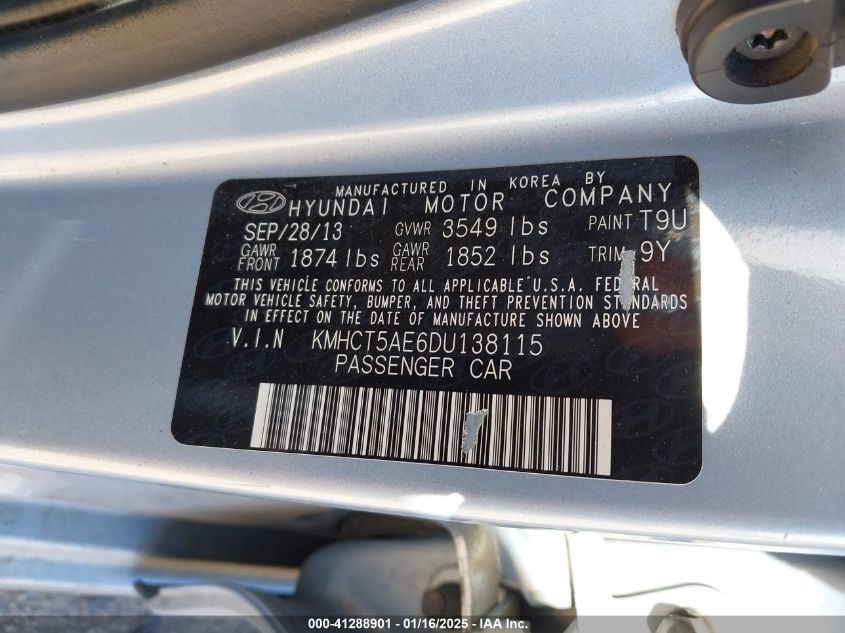 MANUFACTURED IN KOREA BY
HYUNDAI MOTOR COMPANY
SEP/28/13 GVWR 3549 lbs PAINT T9U
GAWR FRONT 1874 lbs GAWR REAR 1852 lbs TRIM 9Y
THIS VEHICLE CONFORMS TO ALL APPLICABLE U.S.A. FEDERAL
MOTOR VEHICLE SAFETY, BUMPER, AND THEFT PREVENTION STANDARDS
IN EFFECT ON THE DATE OF MANUFACTURE SHOWN ABOVE
V.I.N KMHCT5AE6DU138115
PASSENGER CAR
000-41288901 - 01/16/2025 - IAA Inc.